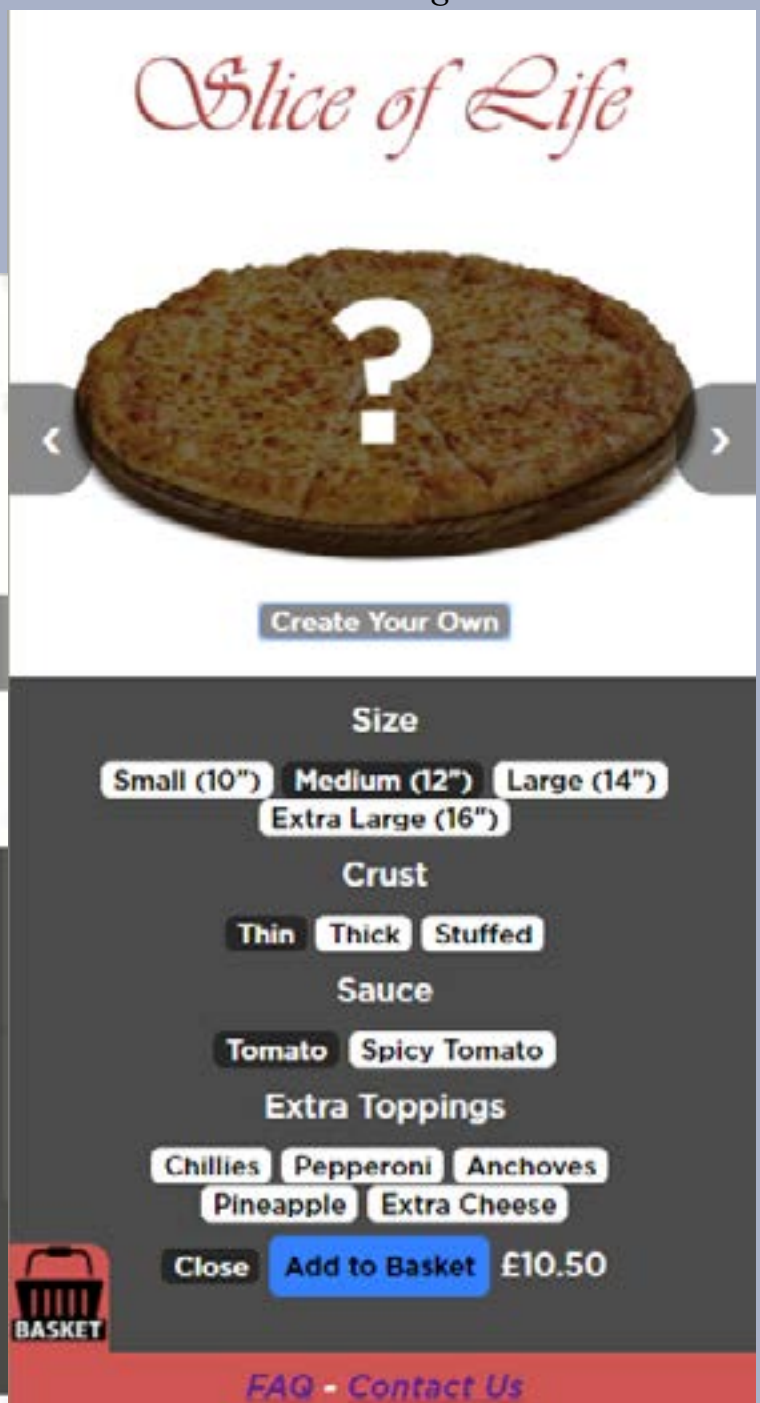 Slice of Life
?
‹ ›
Create Your Own
Size
Small (10") Medium (12") Large (14")
Extra Large (16")
Crust
Thin Thick Stuffed
Sauce
Tomato Spicy Tomato
Extra Toppings
Chillies Pepperoni Anchoves
Pineapple Extra Cheese
Close Add to Basket £10.50
BASKET
FAQ - Contact Us